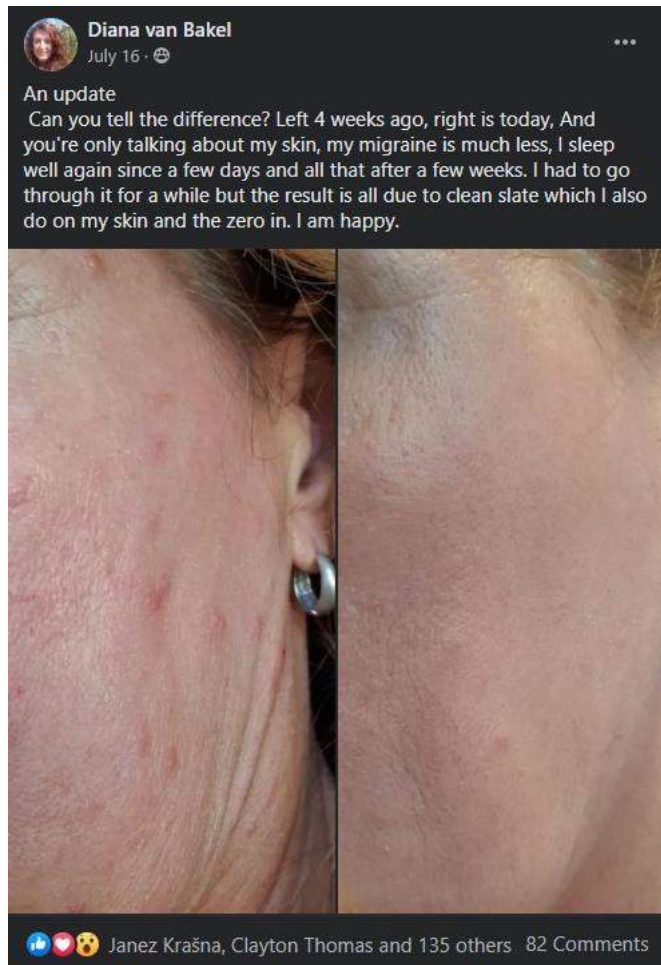 Diana van Bakel
July 16 ·
An update
Can you tell the difference? Left 4 weeks ago, right is today, And
you're only talking about my skin, my migraine is much less, I sleep
well again since a few days and all that after a few weeks. I had to go
through it for a while but the result is all due to clean slate which I also
do on my skin and the zero in. I am happy.
Janez Krašna, Clayton Thomas and 135 others 82 Comments